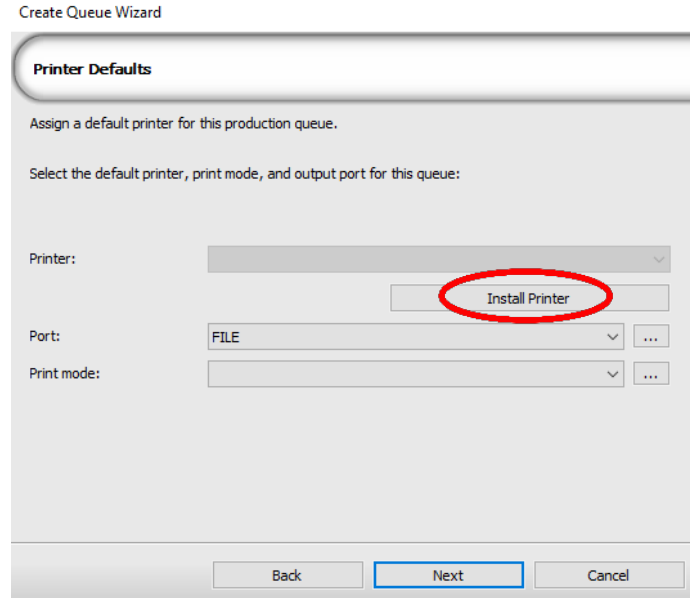 Create Queue Wizard
Printer Defaults
Assign a default printer for this production queue.
Select the default printer, print mode, and output port for this queue:
Printer:
Install Printer
Port:
FILE
...
Print mode:
...
Back
Next
Cancel